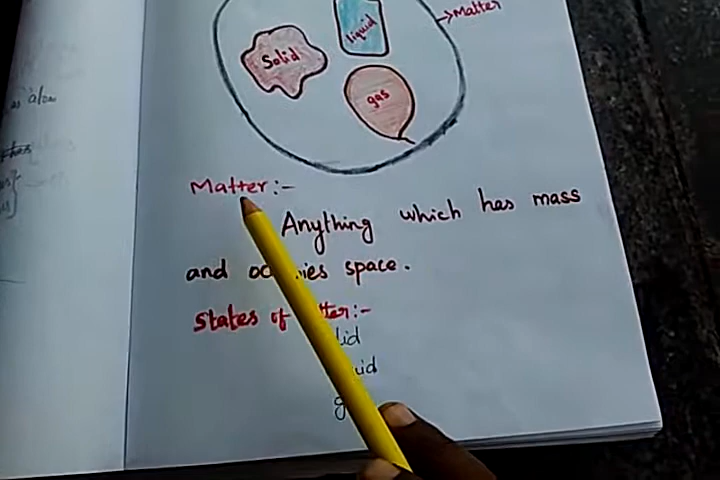 liquid
Matter
Solid
gas
Matter:-
Anything which has mass
and space.
States of